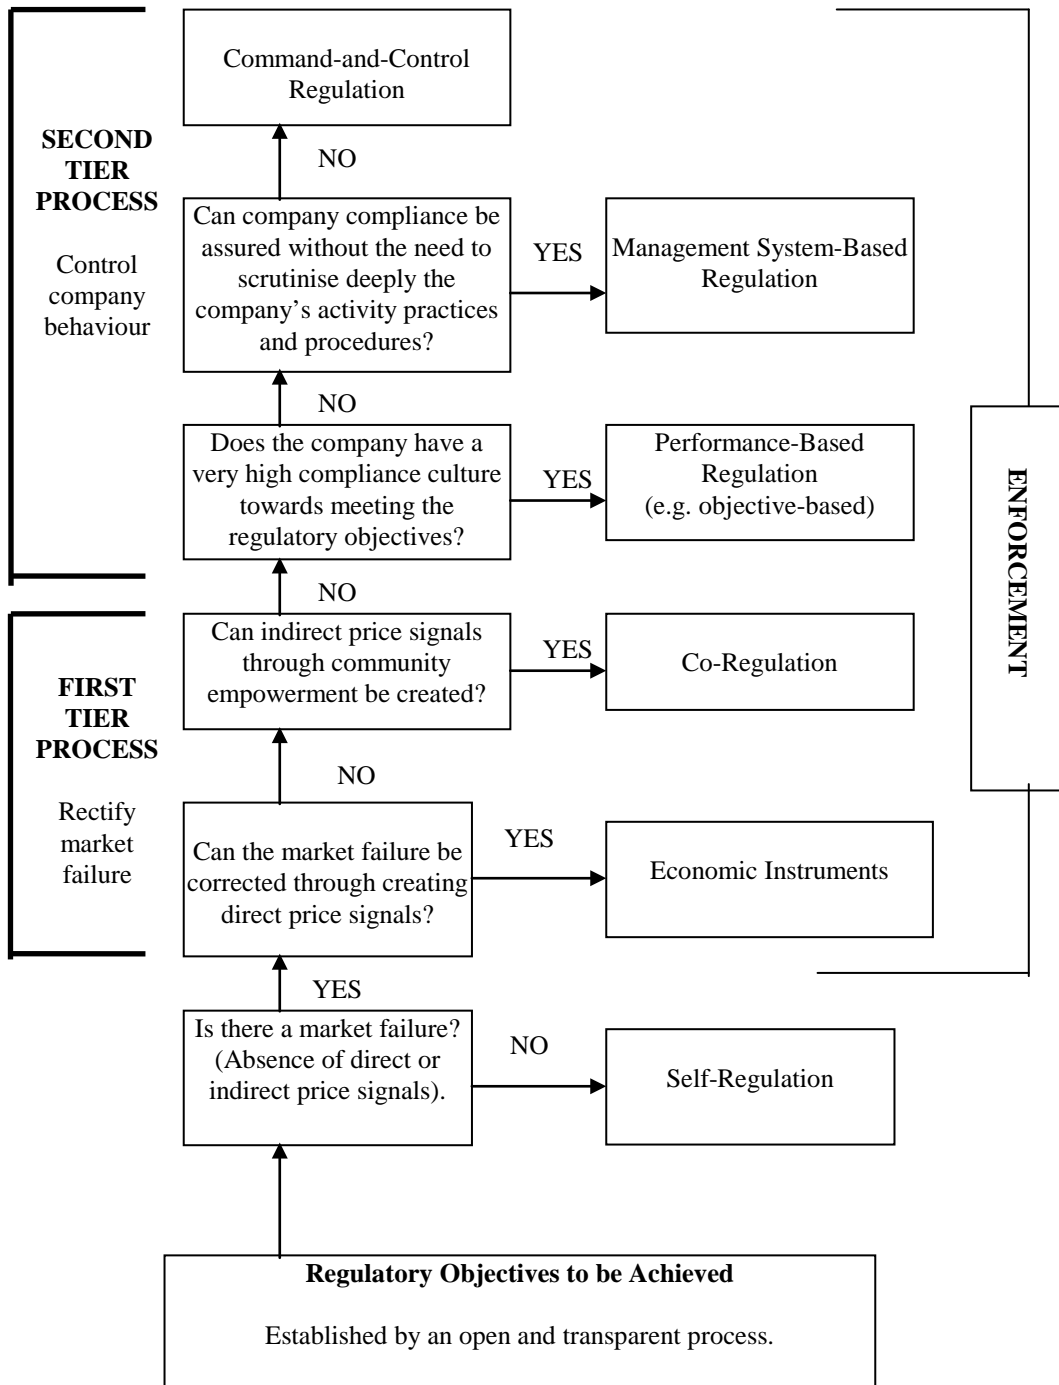 Command-and-Control
Regulation
SECOND
TIER
PROCESS
Control
company
behaviour
NO
Can company compliance be
assured without the need to
scrutinise deeply the
company’s activity practices
and procedures?
YES
Management System-Based
Regulation
NO
Does the company have a
very high compliance culture
towards meeting the
regulatory objectives?
YES
Performance-Based
Regulation
(e.g. objective-based)
ENFORCEMENT
NO
FIRST
TIER
PROCESS
Rectify
market
failure
Can indirect price signals
through community
empowerment be created?
YES
Co-Regulation
NO
Can the market failure be
corrected through creating
direct price signals?
YES
Economic Instruments
YES
Is there a market failure?
(Absence of direct or
indirect price signals).
NO
Self-Regulation
Regulatory Objectives to be Achieved
Established by an open and transparent process.